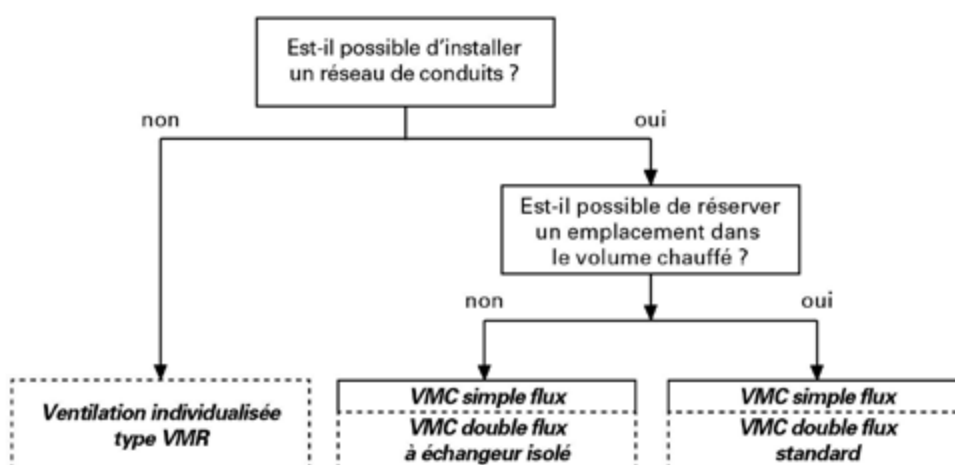 Est-il possible d'installer
un réseau de conduits ?
non
oui
Est-il possible de réserver
un emplacement dans
le volume chauffé ?
non
oui
Ventilation individualisée
type VMR
VMC simple flux
VMC double flux
à échangeur isolé
VMC simple flux
VMC double flux
standard